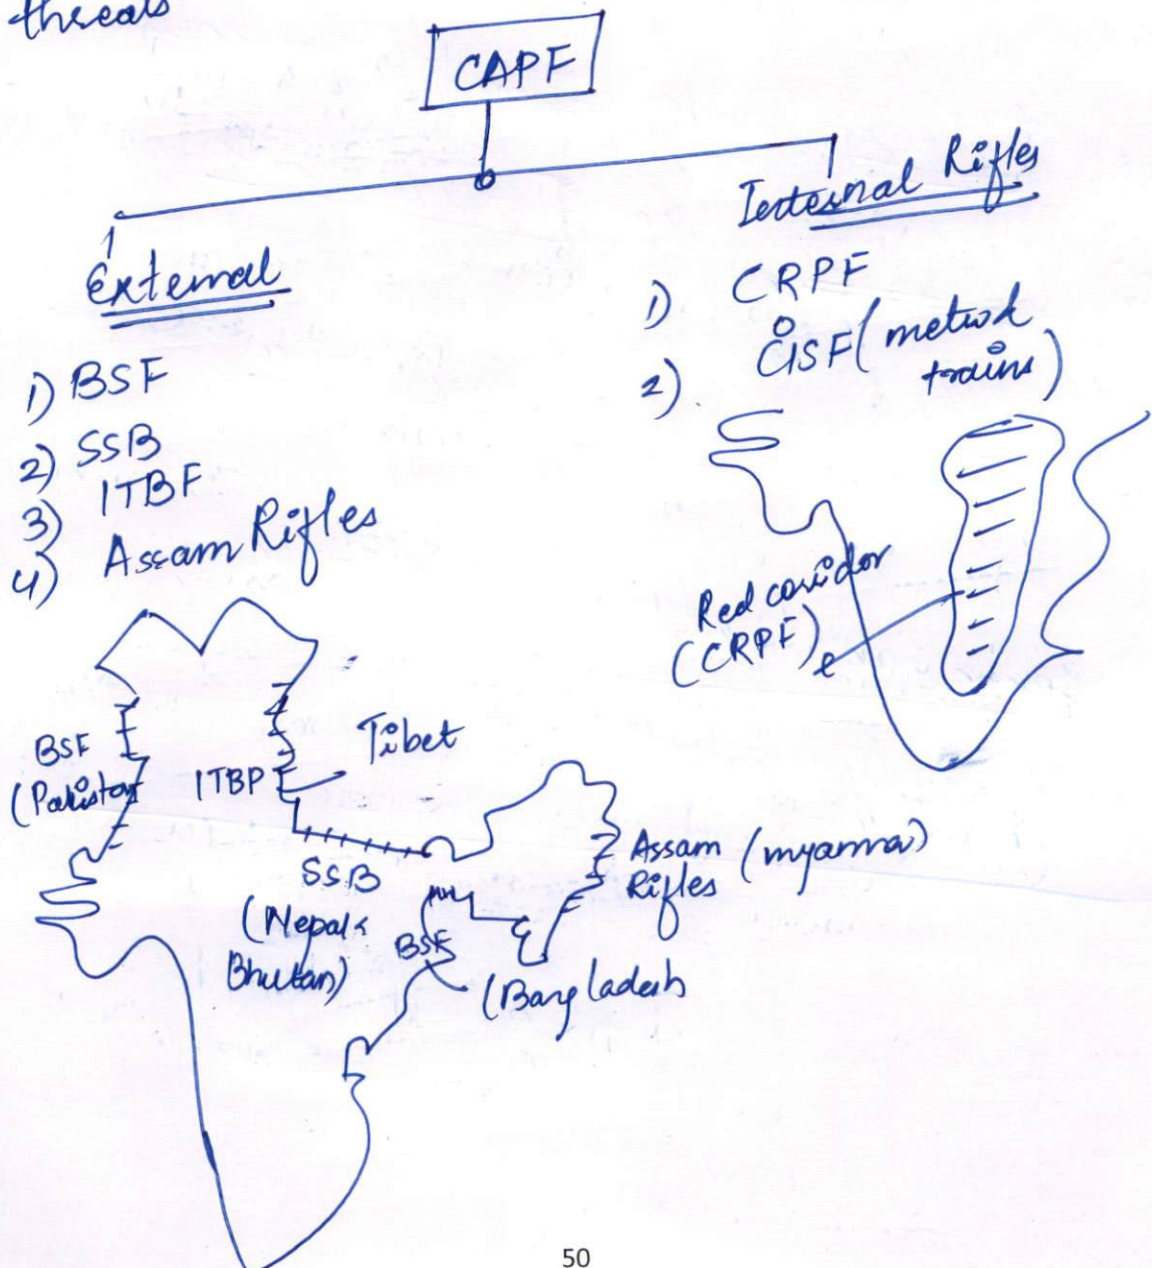 threats
CAPF
External
1) BSF
2) SSB
3) ITBF
4) Assam Rifles
Internal Rifles
1) CRPF
2) CISF (metro
trains)
Red corridor
(CRPF)
BSF
(Pakistan
ITBP
Tibet
SSB
(Nepal &
Bhutan)
BSF
(Bangladesh
Assam (myanma)
Rifles
50